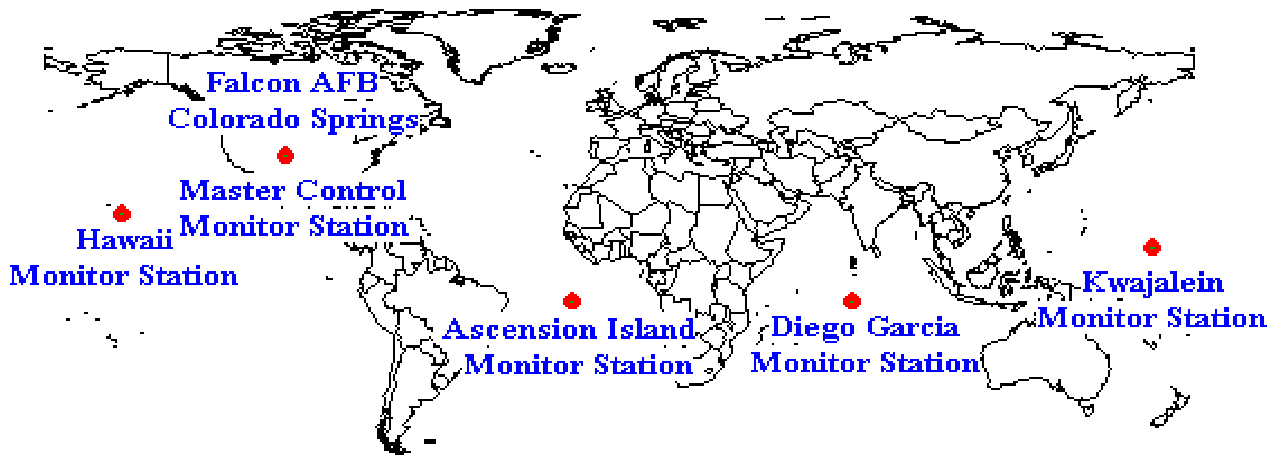 Falcon AFB
Colorado Springs
Master Control
Monitor Station
Hawaii
Monitor Station
Ascension Island
Monitor Station
Diego Garcia
Monitor Station
Kwajalein
Monitor Station